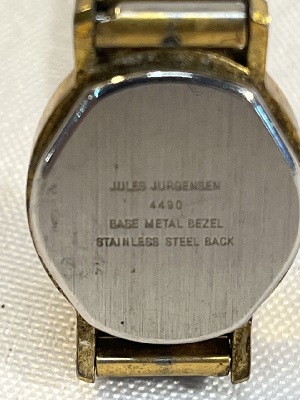 JULES JURGENSEN
4490
BASE METAL BEZEL
STAINLESS STEEL BACK